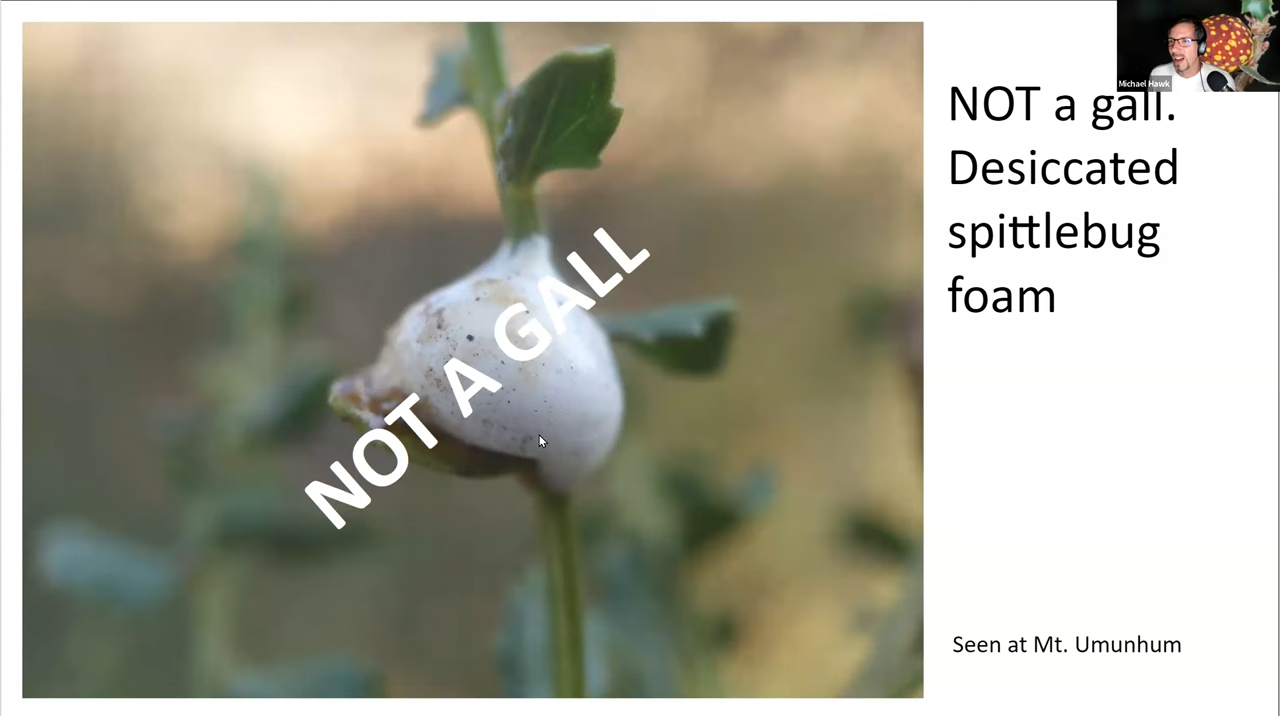 Michael Hawk
NOT a gall.
Desiccated
spittlebug
foam
NOT A GALL
Seen at Mt. Umunhum